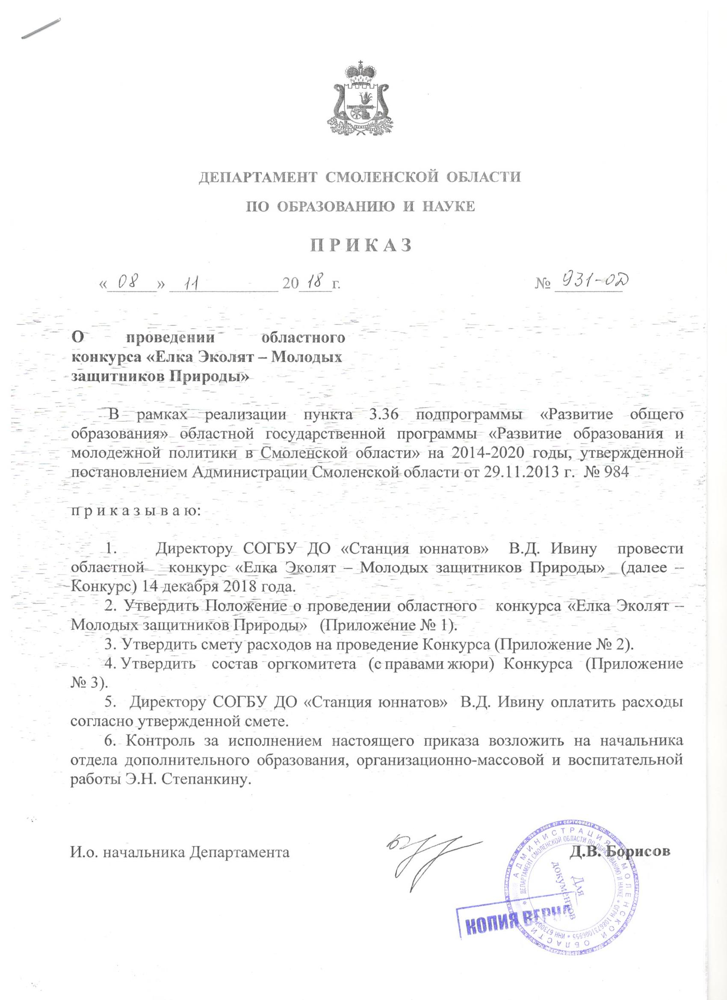 ДЕПАРТАМЕНТ СМОЛЕНСКОЙ ОБЛАСТИ
ПО ОБРАЗОВАНИЮ И НАУКЕ
П Р И К А З
« 08 » 11 2018 г. № 931-ОД
О проведении областного
конкурса «Елка Эколят – Молодых
защитников Природы»
В рамках реализации пункта 3.36 подпрограммы «Развитие общего
образования» областной государственной программы «Развитие образования и
молодежной политики в Смоленской области» на 2014-2020 годы, утвержденной
постановлением Администрации Смоленской области от 29.11.2013 г. № 984
п р и к а з ы в а ю:
1. Директору СОГБУ ДО «Станция юннатов» В.Д. Ивину провести
областной конкурс «Елка Эколят – Молодых защитников Природы» (далее –
Конкурс) 14 декабря 2018 года.
2. Утвердить Положение о проведении областного конкурса «Елка Эколят –
Молодых защитников Природы» (Приложение № 1).
3. Утвердить смету расходов на проведение Конкурса (Приложение № 2).
4. Утвердить состав оргкомитета (с правами жюри) Конкурса (Приложение
№ 3).
5. Директору СОГБУ ДО «Станция юннатов» В.Д. Ивину оплатить расходы
согласно утвержденной смете.
6. Контроль за исполнением настоящего приказа возложить на начальника
отдела дополнительного образования, организационно-массовой и воспитательной
работы Э.Н. Степанкину.
И.о. начальника Департамента Д.В. Борисов
АДМИНИСТРАЦИЯ СМОЛЕНСКОЙ ОБЛАСТИ
ДЕПАРТАМЕНТ СМОЛЕНСКОЙ ОБЛАСТИ ПО ОБРАЗОВАНИЮ И НАУКЕ * ОГРН 1086731006955 * ИНН
Для
документов
КОПИЯ ВЕРНА